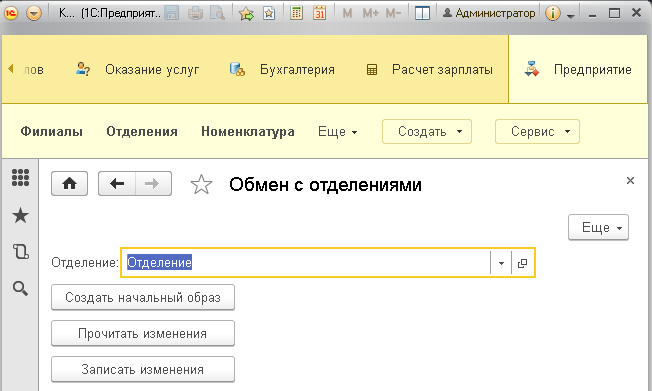 К... (1С:Предприят... M M+ M- Администратор
лов Оказание услуг Бухгалтерия Расчет зарплаты Предприятие
Филиалы Отделения Номенклатура Еще Создать Сервис
Обмен с отделениями
Еще
Отделение: Отделение
Создать начальный образ
Прочитать изменения
Записать изменения